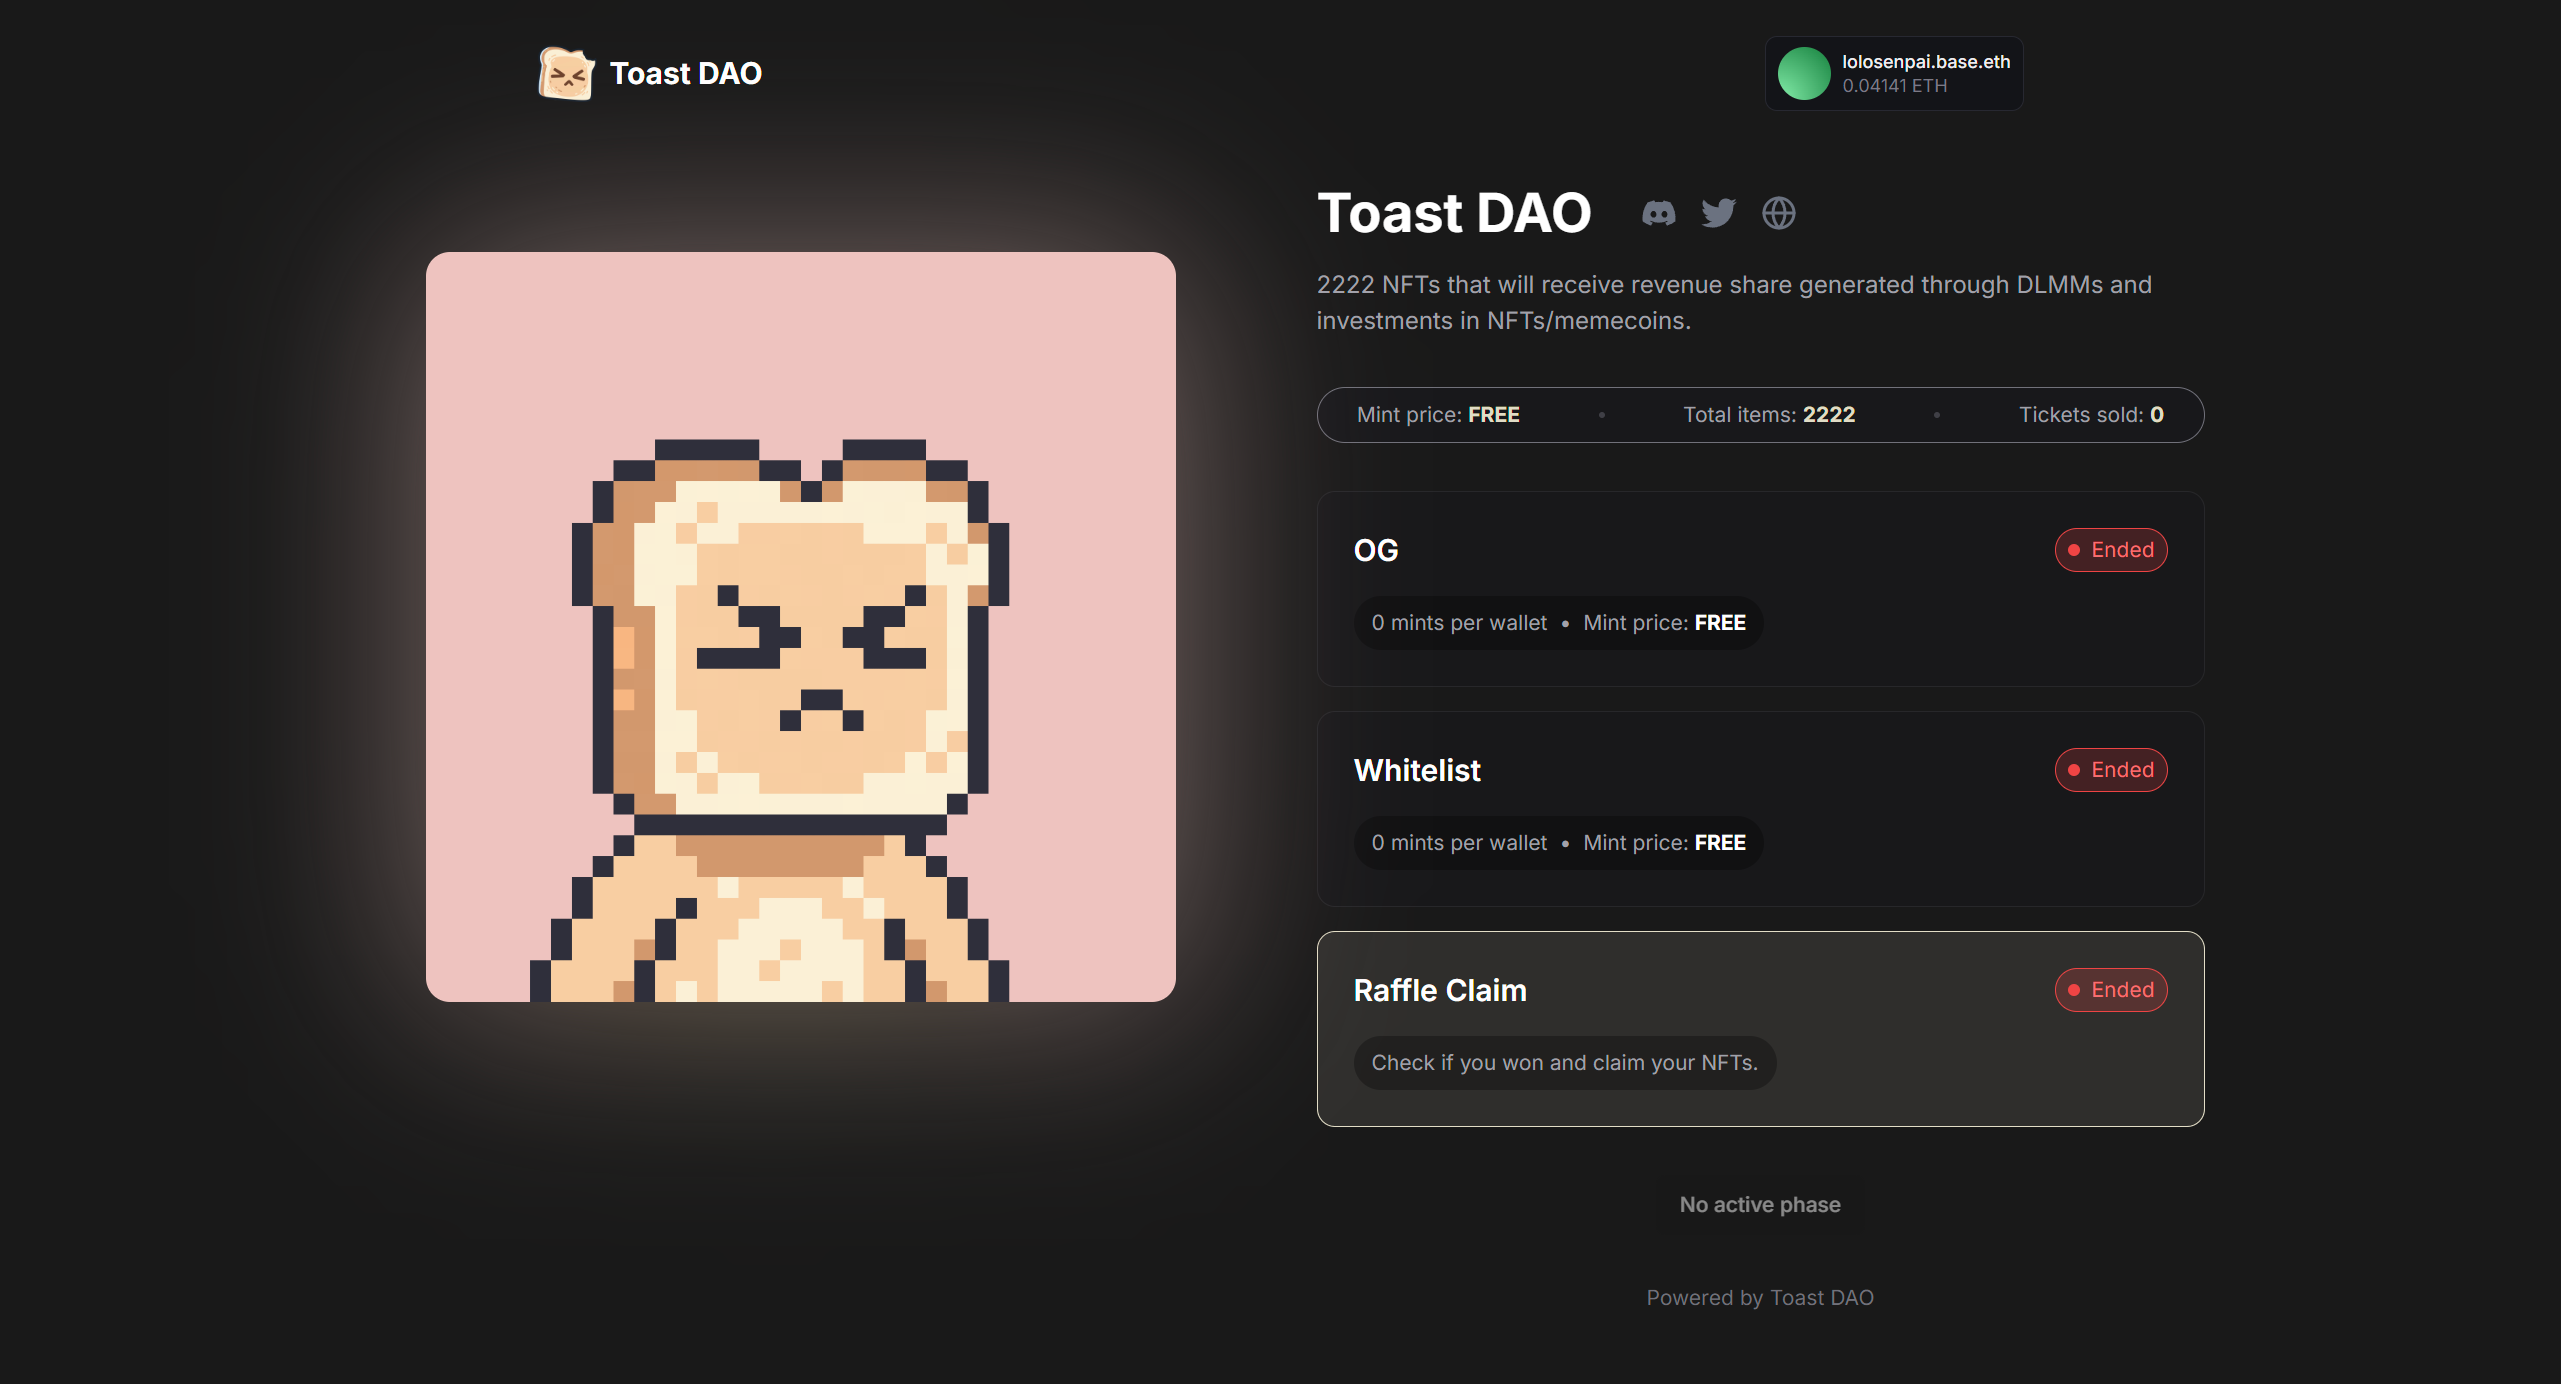 Toast DAO
lolosenpai.base.eth
0.04141 ETH
Toast DAO
2222 NFTs that will receive revenue share generated through DLMMs and
investments in NFTs/memecoins.
Mint price: FREE • Total items: 2222 • Tickets sold: 0
OG
Ended
0 mints per wallet • Mint price: FREE
Whitelist
Ended
0 mints per wallet • Mint price: FREE
Raffle Claim
Ended
Check if you won and claim your NFTs.
No active phase
Powered by Toast DAO